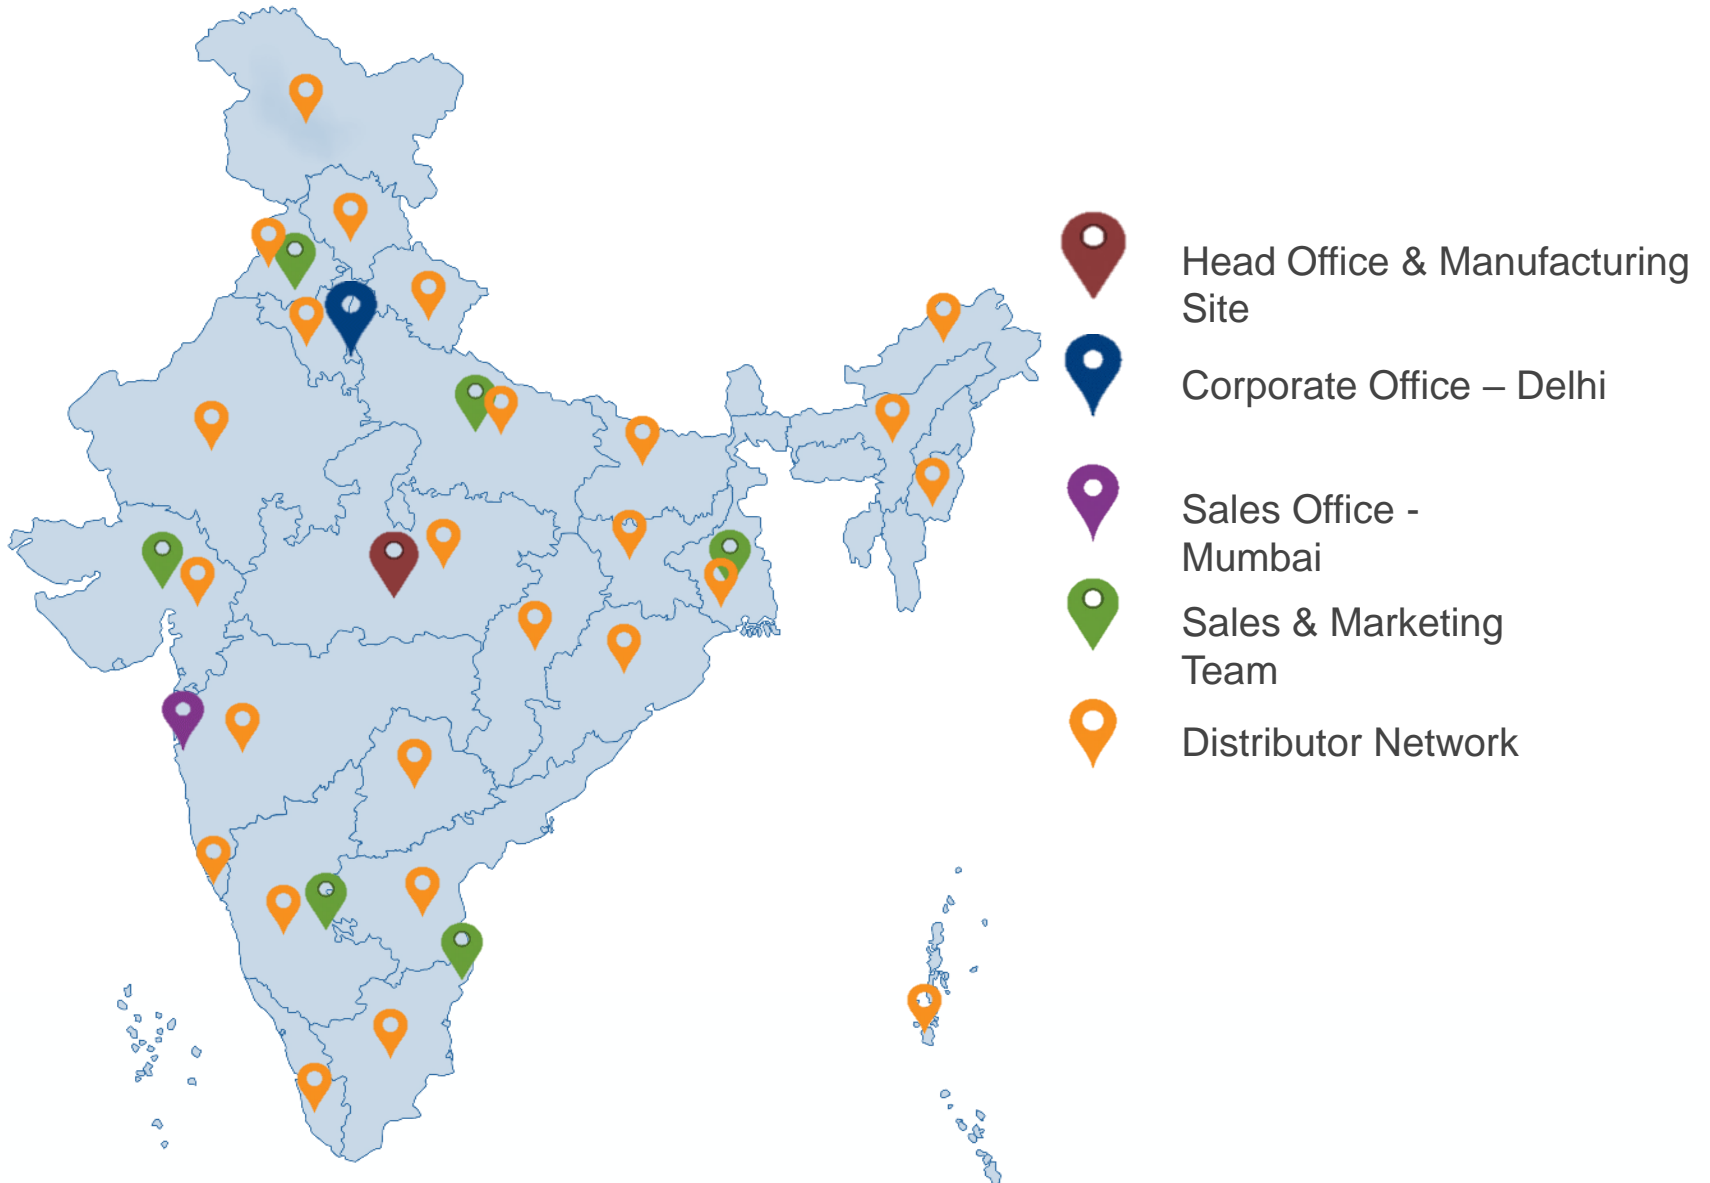 Head Office & Manufacturing
Site
Corporate Office – Delhi
Sales Office -
Mumbai
Sales & Marketing
Team
Distributor Network